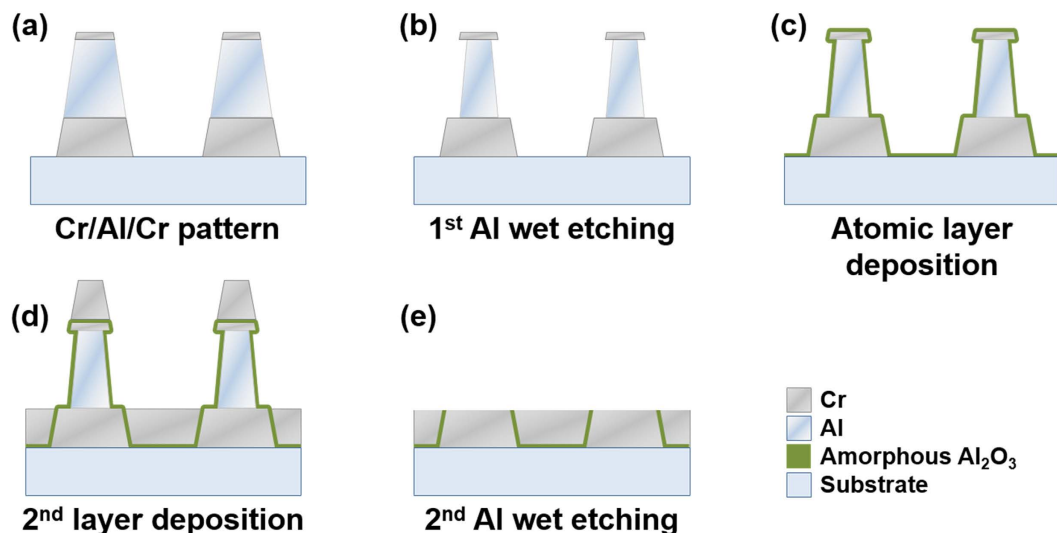 (a)
Cr/Al/Cr pattern
(b)
1st Al wet etching
(c)
Atomic layer
deposition
(d)
2nd layer deposition
(e)
2nd Al wet etching
Cr
Al
Amorphous Al₂O₃
Substrate